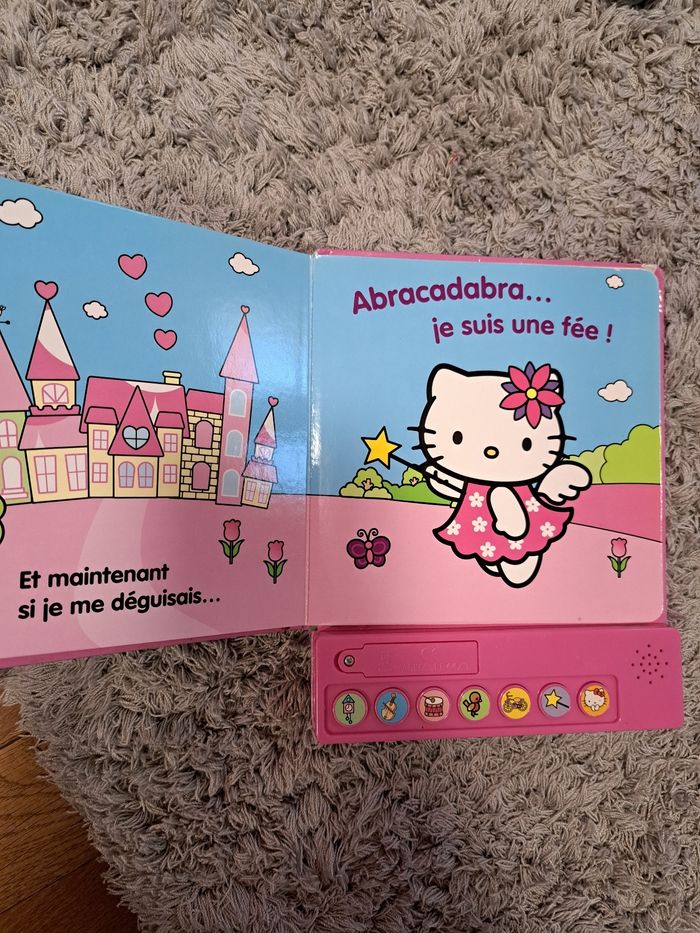 Et maintenant
si je me déguisais...
Abracadabra...
je suis une fée !